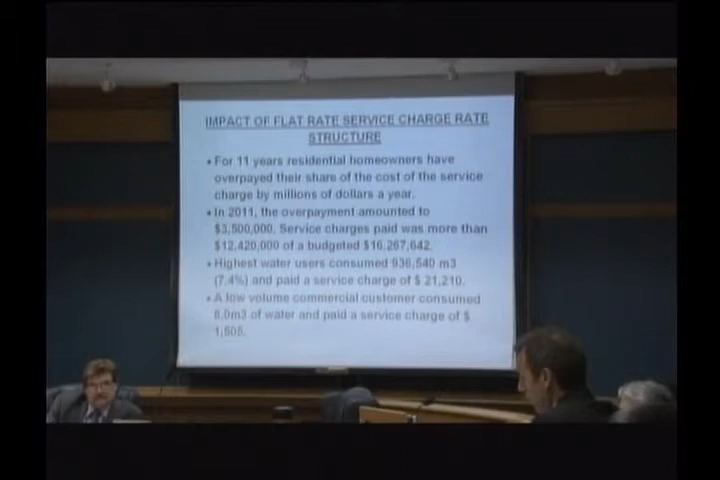 IMPACT OF FLAT RATE SERVICE CHARGE RATE
STRUCTURE
• For 11 years residential homeowners have
overpayed their share of the cost of the service
charge by millions of dollars a year.
• In 2011, the overpayment amounted to
$3,500,000. Service charges paid was more than
$12,420,000 of a budgeted $16,267,642.
• Highest water users consumed 936,540 m3
(7.4%) and paid a service charge of $ 21,210.
• A low volume commercial customer consumed
of water and paid a service charge of $